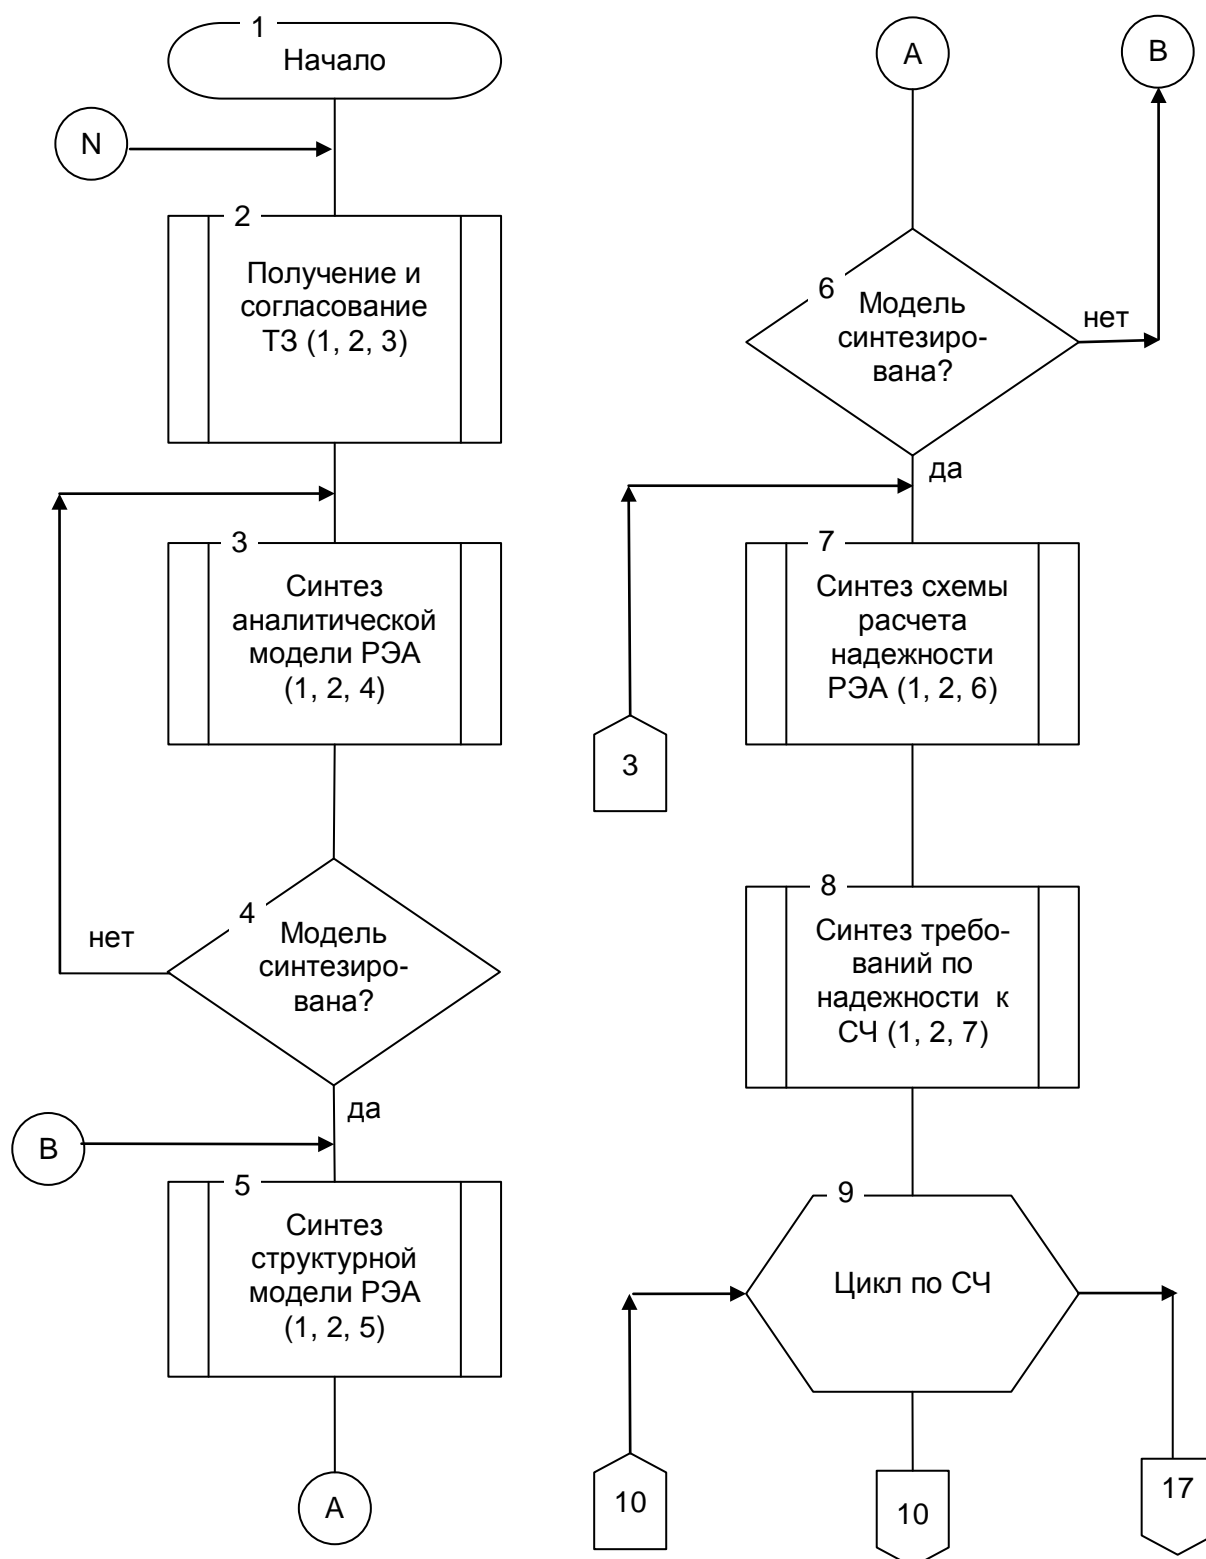 1
Начало
N
2
Получение и
согласование
ТЗ (1, 2, 3)
3
Синтез
аналитической
модели РЭА
(1, 2, 4)
4
нет
Модель
синтезиро-
вана?
да
B
5
Синтез
структурной
модели РЭА
(1, 2, 5)
A
A
B
6
Модель
синтезиро-
вана?
нет
да
7
Синтез схемы
расчета
надежности
РЭА (1, 2, 6)
3
8
Синтез требо-
ваний по
надежности к
СЧ (1, 2, 7)
9
Цикл по СЧ
10
10
17